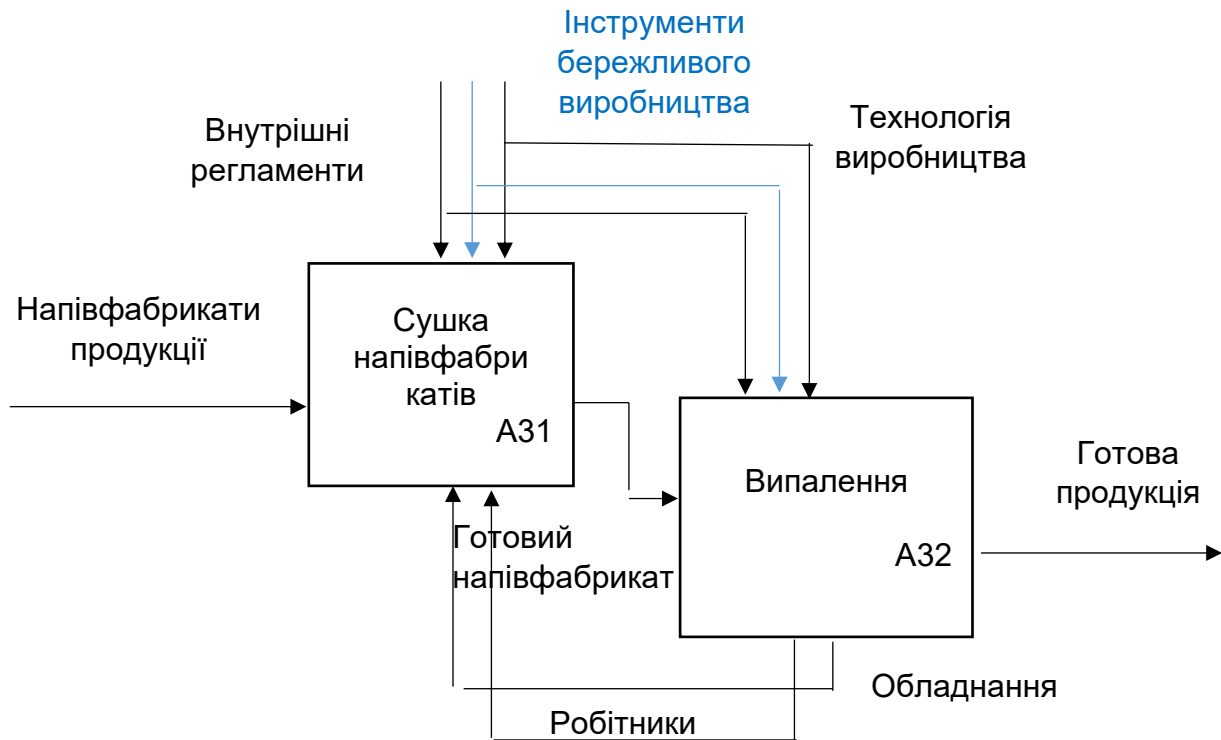 Інструменти
бережливого
виробництва
Внутрішні
регламенти
Технологія
виробництва
Напівфабрикати
продукції
Сушка
напівфабри
катів
А31
Випалення
А32
Готова
продукція
Готовий
напівфабрикат
Обладнання
Робітники